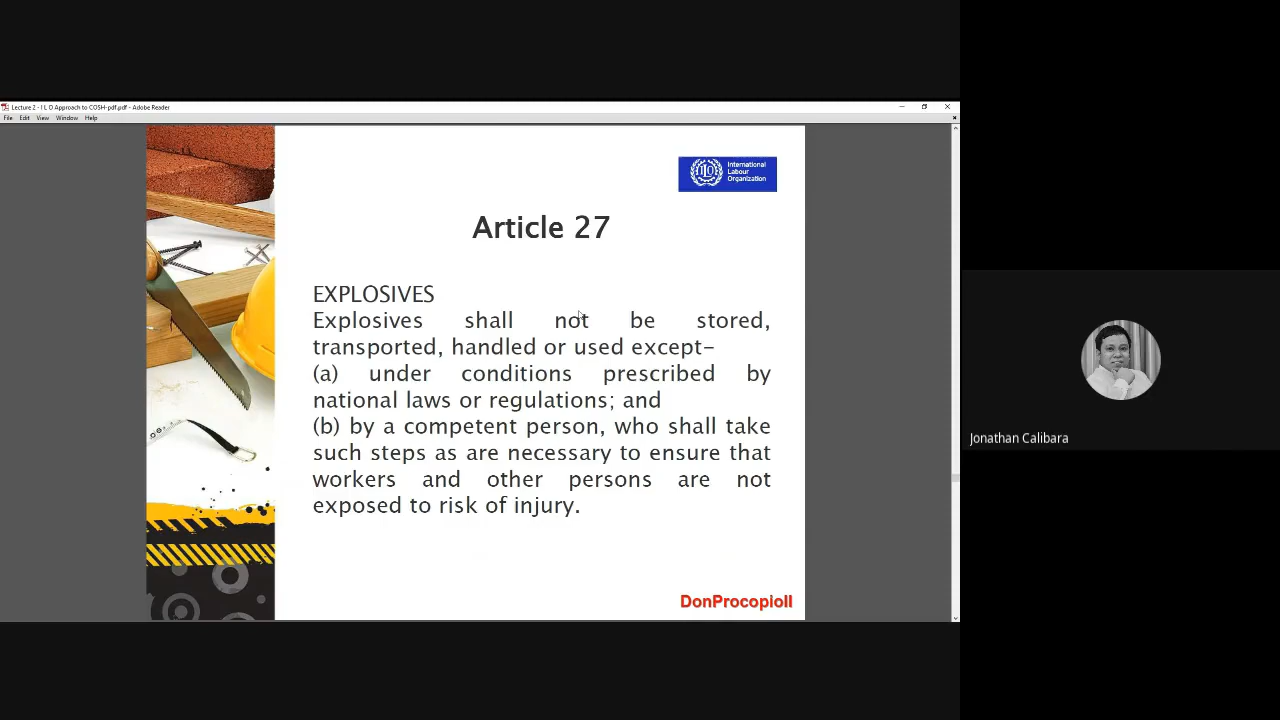 Lecture 2 - I L O Approach to COSH-pdf.pdf - Adobe Reader
File Edit View Window Help
International
Labour
Organization
Article 27
EXPLOSIVES
Explosives shall not be stored,
transported, handled or used except-
(a) under conditions prescribed by
national laws or regulations; and
(b) by a competent person, who shall take
such steps as are necessary to ensure that
workers and other persons are not
exposed to risk of injury.
DonProcopioII
Jonathan Calibara